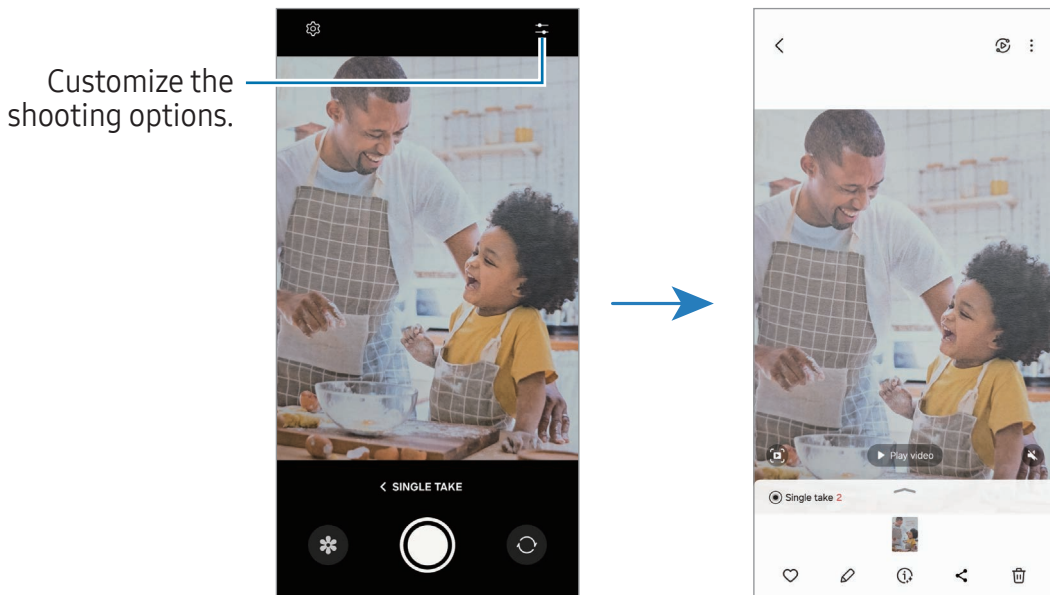 Customize the
shooting options.
SINGLE TAKE
Play video
Single take 2